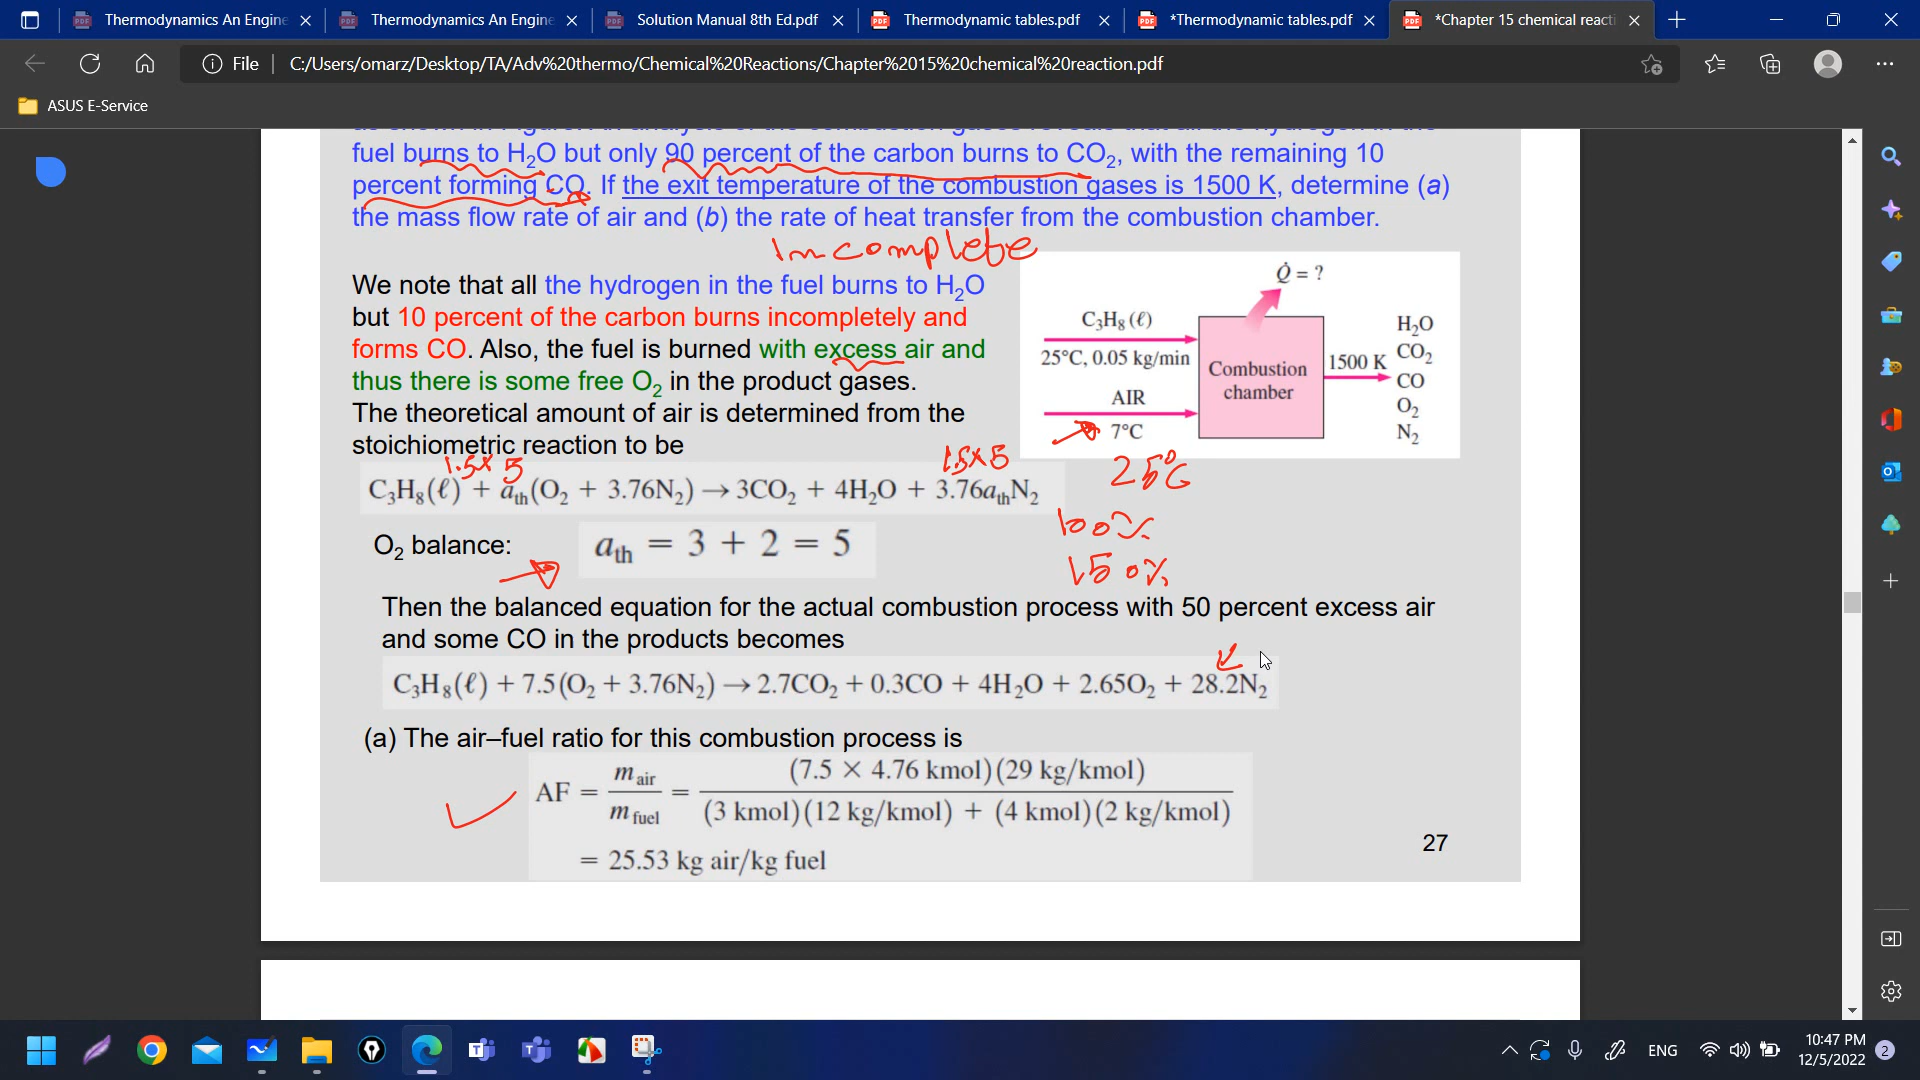 Thermodynamics An Engine
Thermodynamics An Engine
Solution Manual 8th Ed.pdf
Thermodynamic tables.pdf
*Thermodynamic tables.pdf
*Chapter 15 chemical reacti
File
C:/Users/omarz/Desktop/TA/Adv%20thermo/Chemical%20Reactions/Chapter%2015%20chemical%20reaction.pdf
ASUS E-Service
fuel burns to H₂O but only 90 percent of the carbon burns to CO₂, with the remaining 10
percent forming CO. If the exit temperature of the combustion gases is 1500 K, determine (a)
the mass flow rate of air and (b) the rate of heat transfer from the combustion chamber.
Incomplete
We note that all the hydrogen in the fuel burns to H₂O
but 10 percent of the carbon burns incompletely and
forms CO. Also, the fuel is burned with excess air and
thus there is some free O₂ in the product gases.
The theoretical amount of air is determined from the
stoichiometric reaction to be
Q̇ = ?
C₃H₈ (ℓ)
25°C, 0.05 kg/min
AIR
7°C
Combustion
chamber
1500 K
H₂O
CO₂
CO
O₂
N₂
25°C
1.5×5
1.5×5
C₃H₈(ℓ) + aₜₕ(O₂ + 3.76N₂) → 3CO₂ + 4H₂O + 3.76aₜₕN₂
100%
150%
O₂ balance:
aₜₕ = 3 + 2 = 5
Then the balanced equation for the actual combustion process with 50 percent excess air
and some CO in the products becomes
C₃H₈(ℓ) + 7.5(O₂ + 3.76N₂) → 2.7CO₂ + 0.3CO + 4H₂O + 2.65O₂ + 28.2N₂
(a) The air–fuel ratio for this combustion process is
AF = m air / m fuel = (7.5 × 4.76 kmol)(29 kg/kmol) / (3 kmol)(12 kg/kmol) + (4 kmol)(2 kg/kmol)
= 25.53 kg air/kg fuel
27
ENG
10:47 PM
12/5/2022
2